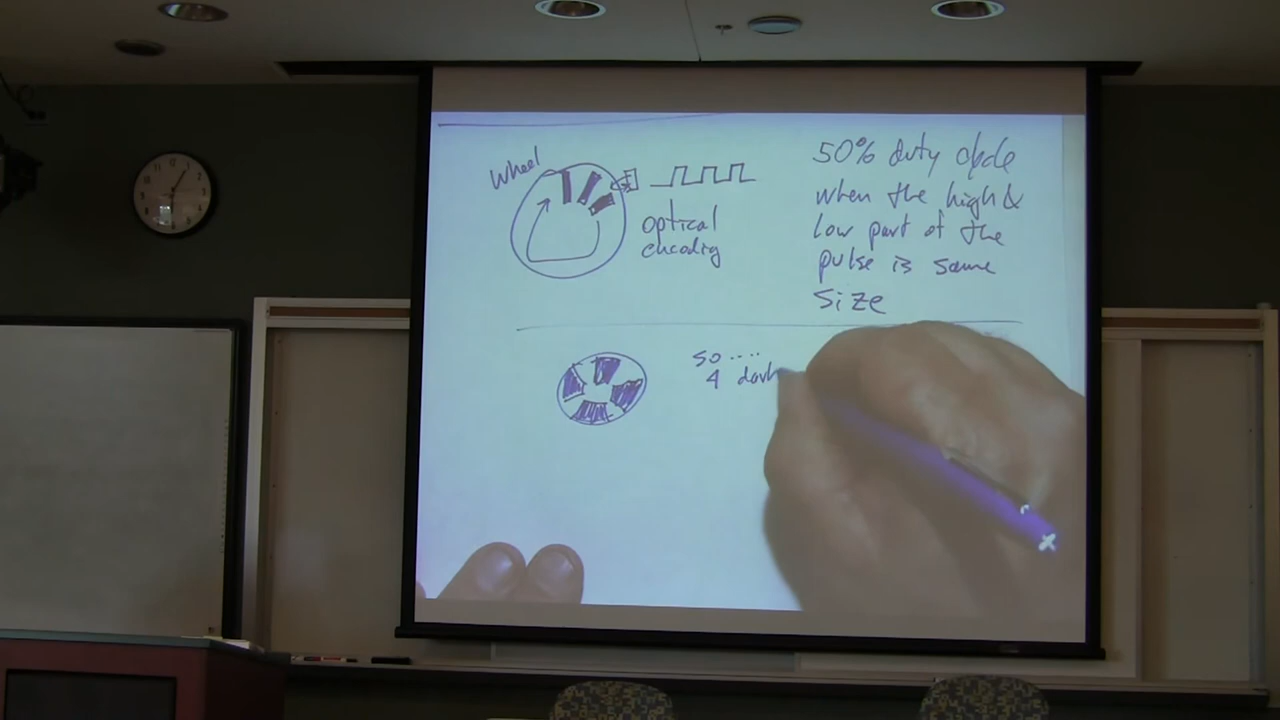 Wheel
optical
encodig
50% duty cycle
when the high &
low part of the
pulse is same
size
so ....
4 dark